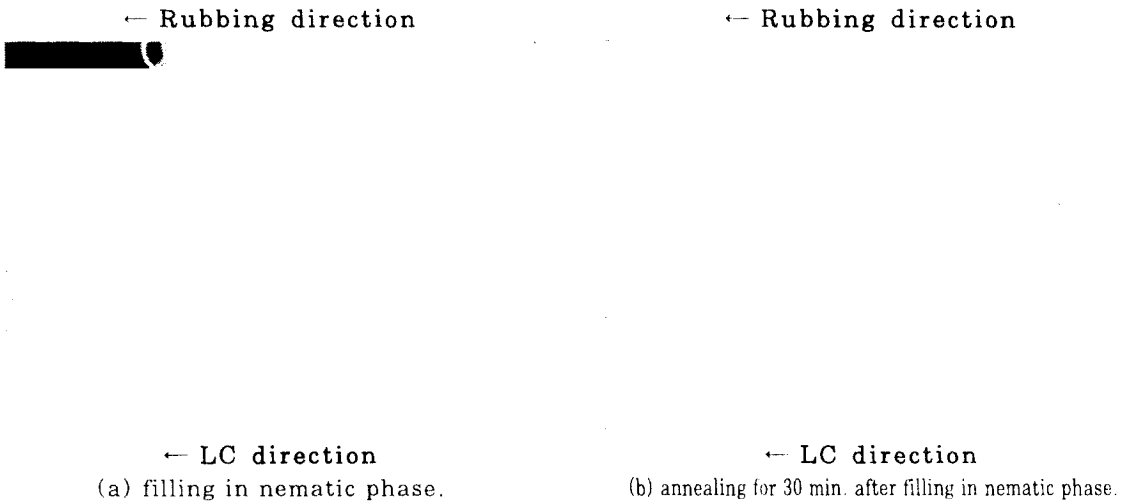 ← Rubbing direction
← Rubbing direction
← LC direction
← LC direction
(a) filling in nematic phase.
(b) annealing for 30 min. after filling in nematic phase.